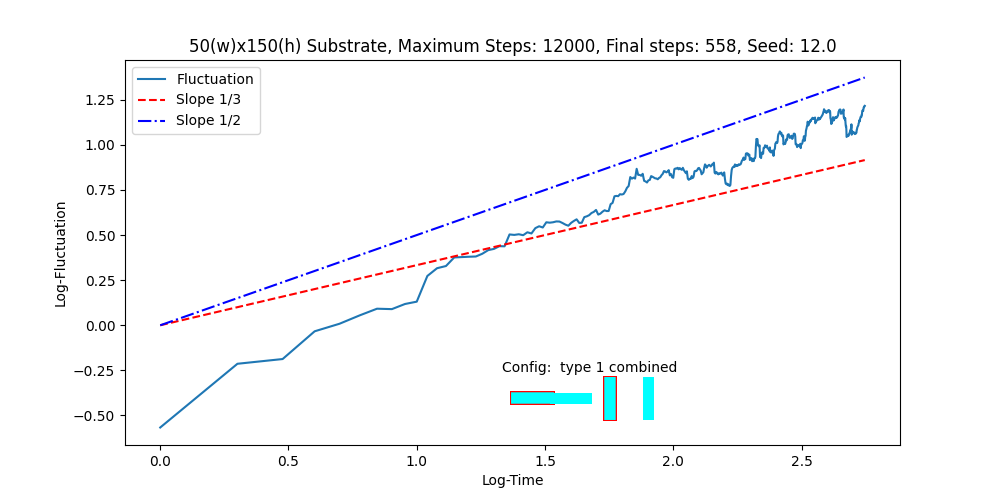 50(w)x150(h) Substrate, Maximum Steps: 12000, Final steps: 558, Seed: 12.0
Fluctuation
Slope 1/3
Slope 1/2
1.25
1.00
0.75
0.50
0.25
0.00
−0.25
−0.50
Log-Fluctuation
Config:  type 1 combined
0.0 0.5 1.0 1.5 2.0 2.5
Log-Time